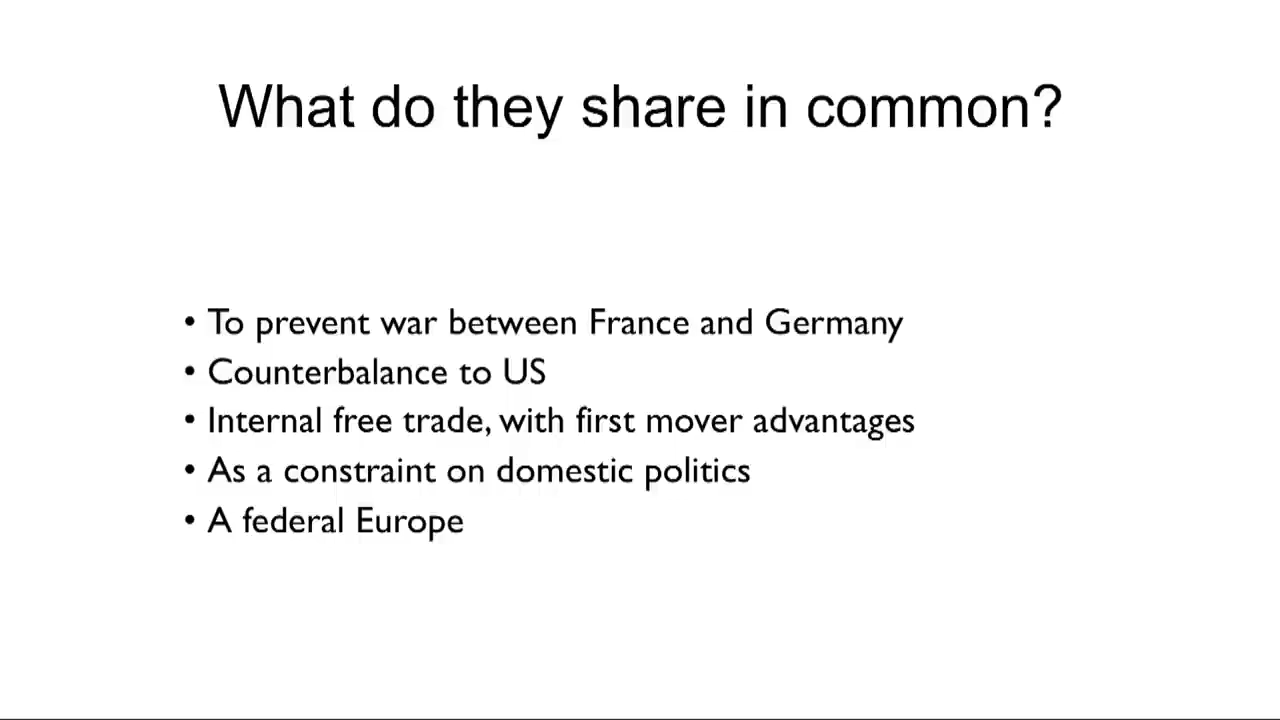 What do they share in common?
• To prevent war between France and Germany
• Counterbalance to US
• Internal free trade, with first mover advantages
• As a constraint on domestic politics
• A federal Europe